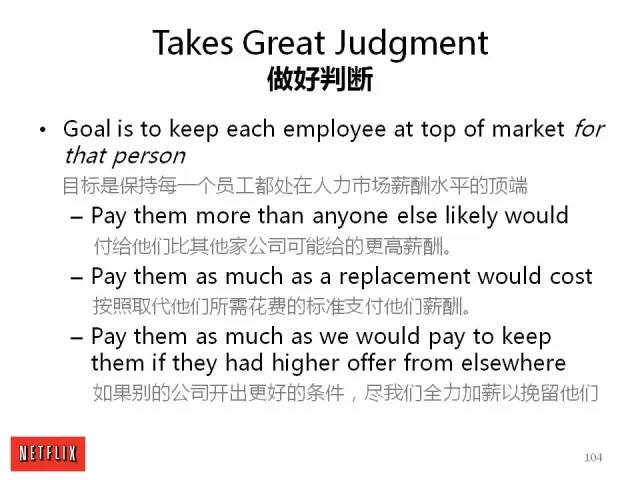 Takes Great Judgment
做好判断
• Goal is to keep each employee at top of market for
that person
目标是保持每一个员工都处在人力市场薪酬水平的顶端
– Pay them more than anyone else likely would
付给他们比其他家公司可能给的更高薪酬。
– Pay them as much as a replacement would cost
按照取代他们所需花费的标准支付他们薪酬。
– Pay them as much as we would pay to keep
them if they had higher offer from elsewhere
如果别的公司开出更好的条件，尽我们全力加薪以挽留他们
NETFLIX
104